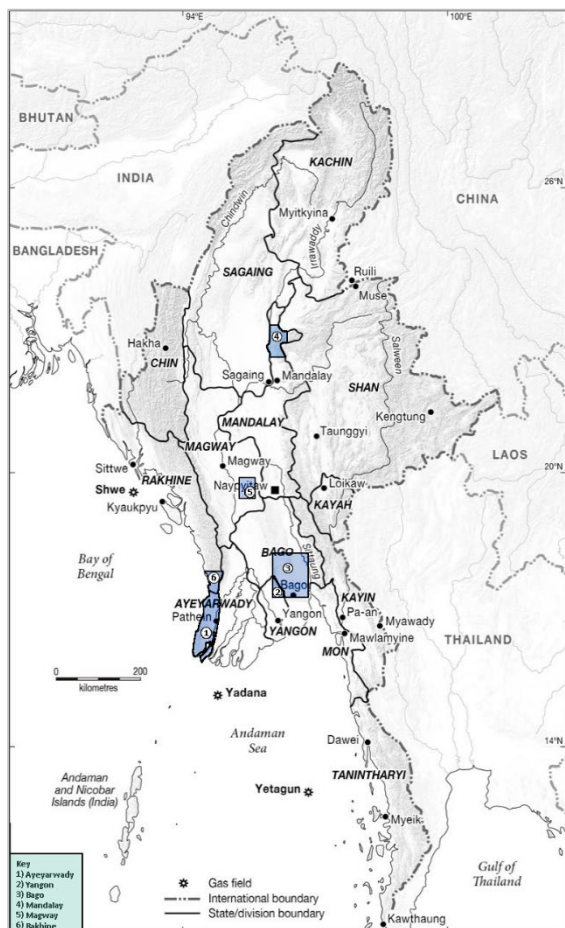 94°E
100°E
BHUTAN
KACHIN
INDIA
26°N
CHINA
Chindwin
Myitkyina
Irrawaddy
BANGLADESH
SAGAING
Ruili
Muse
4
Hakha
Salween
CHIN
Sagaing
Mandalay
SHAN
MANDALAY
Kengtung
Taunggyi
LAOS
MAGWAY
Magway
Sittwe
RAKHINE
20°N
Shwe
Naypyitaw
Loikaw
5
Kyaukpyu
KAYAH
BAGO
Sittaung
Bay of
Bengal
3
6
Bago
KAYIN
2
AYEYARWADY
Pathein
Yangon
Pa-an
Myawady
1
YANGON
Mawlamyine
MON
THAILAND
0
200
kilometres
Yadana
Andaman
Sea
Dawei
Andaman
and Nicobar
Islands (India)
TANINTHARYI
Yetagun
Myeik
Key
1) Ayeyarwady
2) Yangon
3) Bago
4) Mandalay
5) Magway
6) Rakhine
Gas field
International boundary
State/division boundary
Gulf of
Thailand
Kawthaung